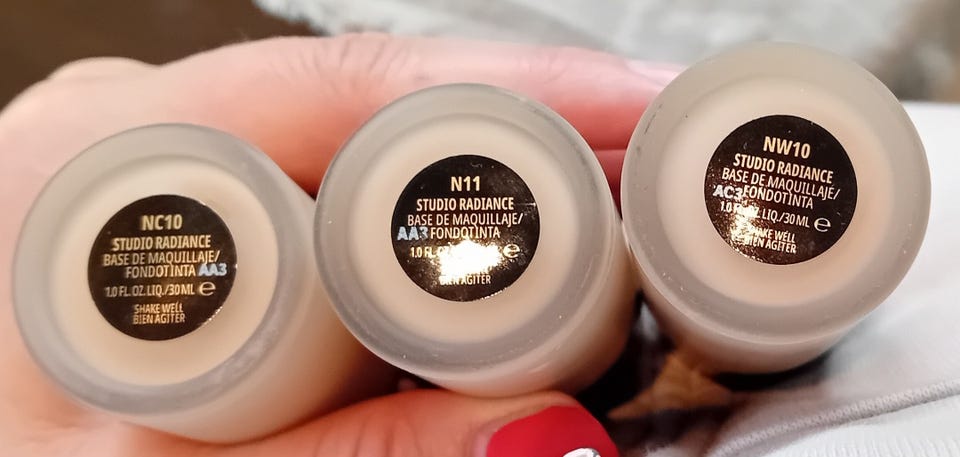 NC10
STUDIO RADIANCE
BASE DE MAQUILLAJE/
FONDOTINTA AA3
1.0 FL. OZ. LIQ./30 ML e
SHAKE WELL
BIEN AGITER
N11
STUDIO RADIANCE
BASE DE MAQUILLAJE/
AA3 FONDOTINTA
1.0 FL. e
BIEN AGITER
NW10
STUDIO RADIANCE
BASE DE MAQUILLAJE/
AC3 FONDOTINTA
1.0 FL. OZ. LIQ./30 ML e
SHAKE WELL
BIEN AGITER